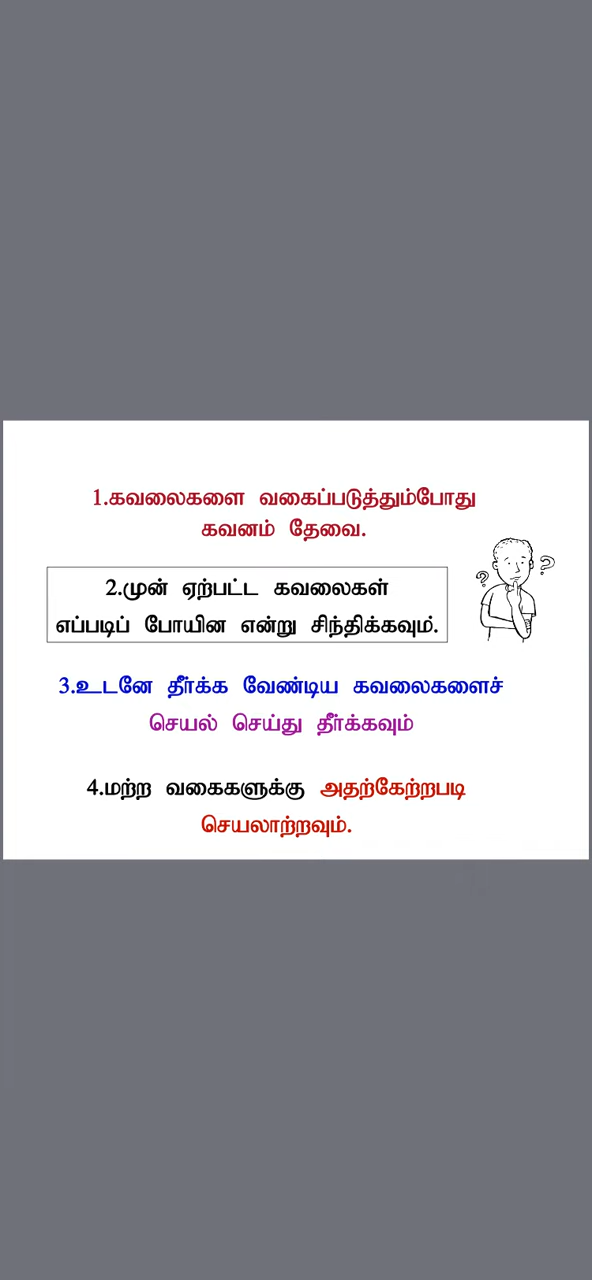 1.கவலைகளை வகைப்படுத்தும்போது
கவனம் தேவை.
2.முன் ஏற்பட்ட கவலைகள்
எப்படிப் போயின என்று சிந்திக்கவும்.
? ?
3.உடனே தீர்க்க வேண்டிய கவலைகளைச்
செயல் செய்து தீர்க்கவும்
4.மற்ற வகைகளுக்கு அதற்கேற்றபடி
செயலாற்றவும்.